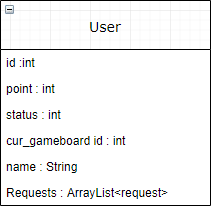 User
id :int
point : int
status : int
cur_gameboard id : int
name : String
Requests : ArrayList<request>